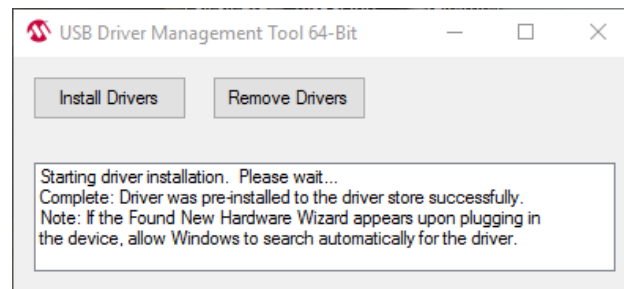 USB Driver Management Tool 64-Bit
Install Drivers
Remove Drivers
Starting driver installation.  Please wait...
Complete: Driver was pre-installed to the driver store successfully.
Note: If the Found New Hardware Wizard appears upon plugging in
the device, allow Windows to search automatically for the driver.